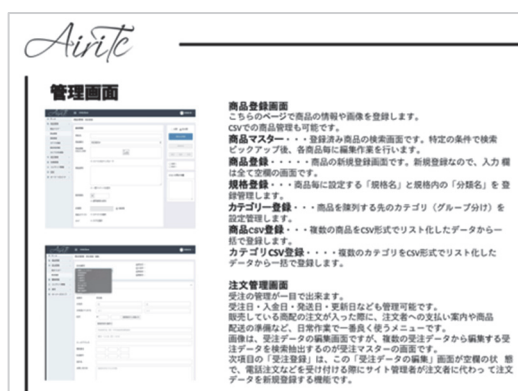 AiriTc
管理画面
商品登録画面
こちらのページで商品の情報や画像を登録します。
CSVでの商品管理も可能です。
商品マスター・・・登録済み商品の検索画面です。特定の条件で検索
ピックアップ後、各商品毎に編集作業を行います。
商品登録・・・・・商品の新規登録画面です。新規登録なので、入力 欄
は全て空欄の画面です。
規格登録・・・商品毎に設定する「規格名」と規格内の「分類名」を 登
録管理します。
カテゴリー登録・・・商品を陳列する先のカテゴリ（グループ分け）を
設定管理します。
商品CSV登録・・・複数の商品をCSV形式でリスト化したデータから一
括で登録します。
カテゴリCSV登録・・・・複数のカテゴリをCSV形式でリスト化した
データから一括で登録します。
注文管理画面
受注の管理が一目で出来ます。
受注日・入金日・発送日・更新日なども管理可能です。
販売している商配の注文が入った際に、注文者への支払い案内や商品
配送の準備など、日常作業で一番良く使うメニューです。
画像は、受注データの編集画面ですが、複数の受注データから編集する受
注データを検索抽出するのが受注マスターの画面です。
次項目の「受注登録」は、この「受注データの編集」画面が空欄の状 態
で、電話注文などを受け付ける際にサイト管理者が注文者に代わっ て注文
データを新規登録する機能です。